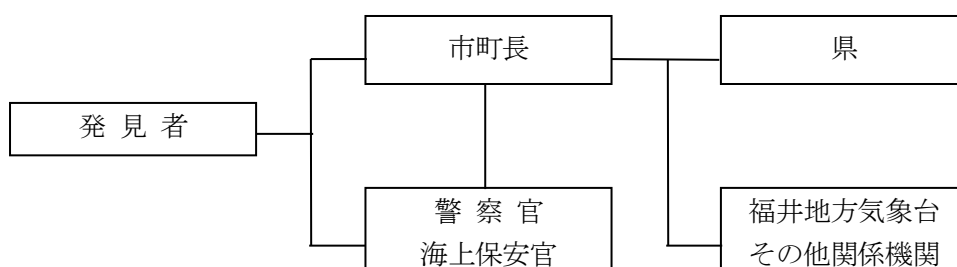 市町長
県
発 見 者
警 察 官
海上保安官
福井地方気象台
その他関係機関